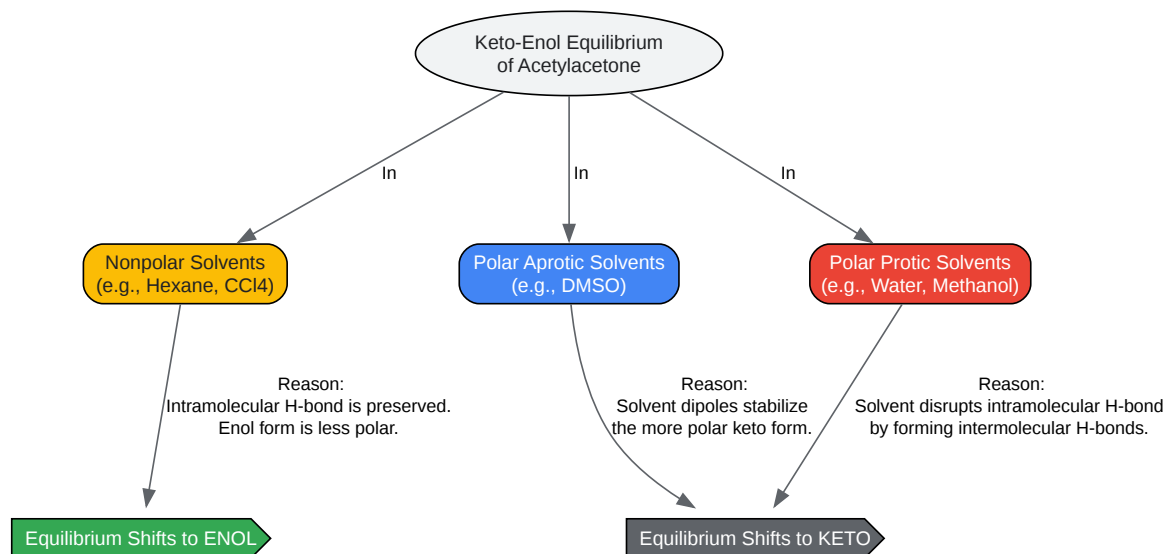 Keto-Enol Equilibrium
of Acetylacetone
In
In
In
Nonpolar Solvents
(e.g., Hexane, CCl4)
Polar Aprotic Solvents
(e.g., DMSO)
Polar Protic Solvents
(e.g., Water, Methanol)
Reason:
Intramolecular H-bond is preserved.
Enol form is less polar.
Reason:
Solvent dipoles stabilize
the more polar keto form.
Reason:
Solvent disrupts intramolecular H-bond
by forming intermolecular H-bonds.
Equilibrium Shifts to ENOL
Equilibrium Shifts to KETO